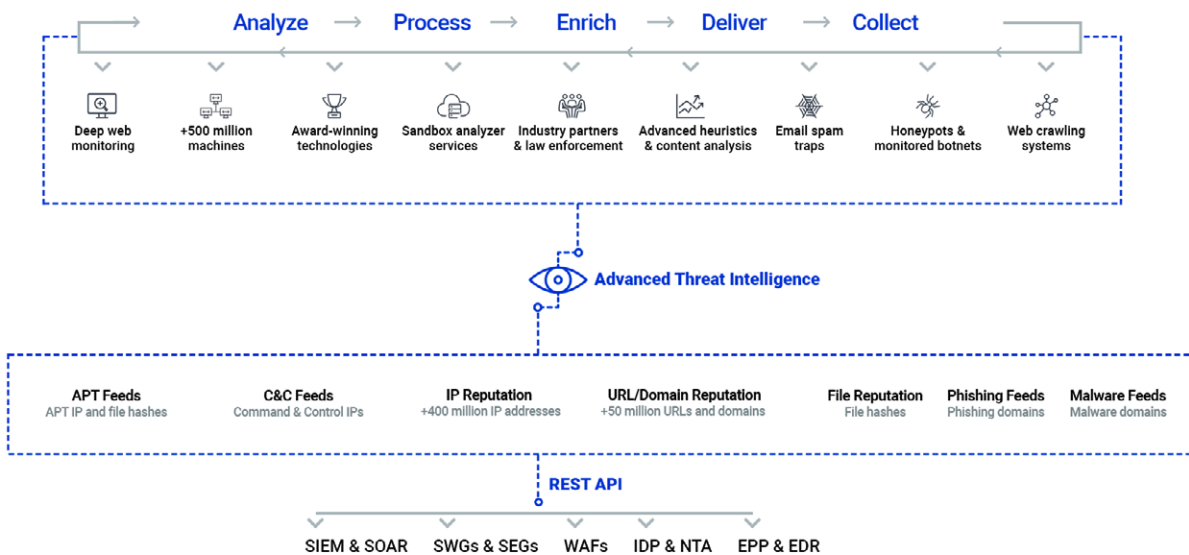 Analyze Process Enrich Deliver Collect
Deep web
monitoring
+500 million
machines
Award-winning
technologies
Sandbox analyzer
services
Industry partners
& law enforcement
Advanced heuristics
& content analysis
Email spam
traps
Honeypots &
monitored botnets
Web crawling
systems
Advanced Threat Intelligence
APT Feeds
APT IP and file hashes
C&C Feeds
Command & Control IPs
IP Reputation
+400 million IP addresses
URL/Domain Reputation
+50 million URLs and domains
File Reputation
File hashes
Phishing Feeds
Phishing domains
Malware Feeds
Malware domains
REST API
SIEM & SOAR SWGs & SEGs WAFs IDP & NTA EPP & EDR